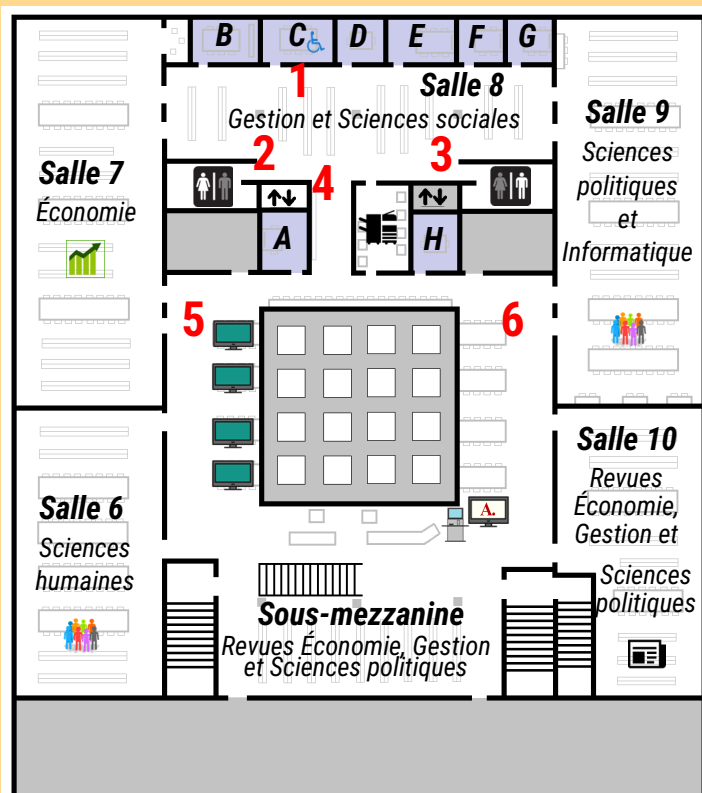 B C D E F G
1
Salle 8
Gestion et Sciences sociales
Salle 9
Sciences
politiques
et
Informatique
Salle 7
Économie
2
3
4
A
H
5
6
Salle 10
Revues
Économie,
Gestion et
Sciences
politiques
Salle 6
Sciences
humaines
A.
Sous-mezzanine
Revues Économie, Gestion
et Sciences politiques